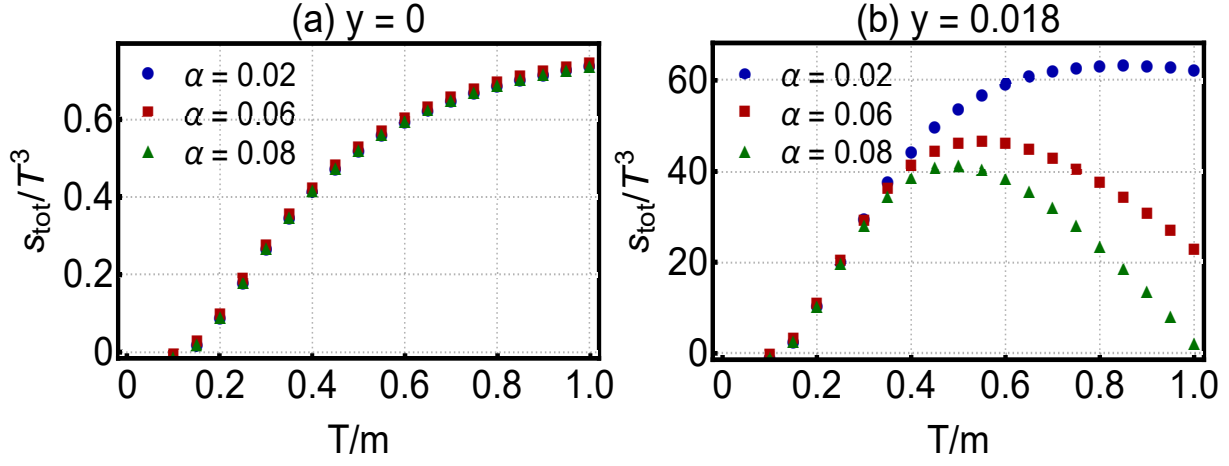 (a) y = 0
α = 0.02
α = 0.06
α = 0.08
s_tot/T^3
0.6
0.4
0.2
0
0 0.2 0.4 0.6 0.8 1.0
T/m
(b) y = 0.018
α = 0.02
α = 0.06
α = 0.08
s_tot/T^3
60
40
20
0
0 0.2 0.4 0.6 0.8 1.0
T/m